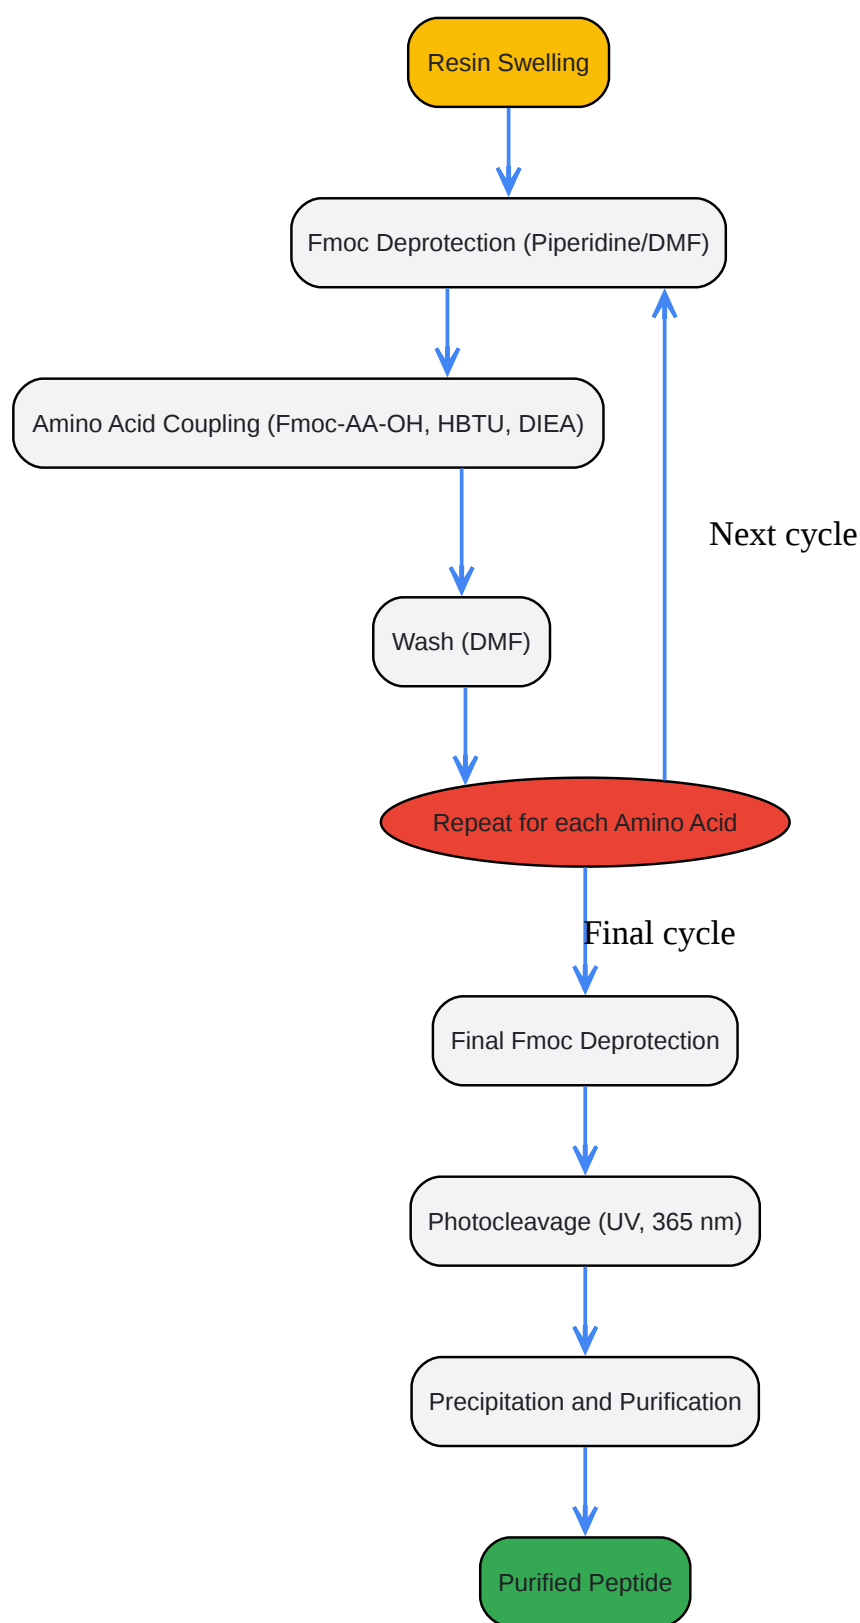 Resin Swelling
Fmoc Deprotection (Piperidine/DMF)
Amino Acid Coupling (Fmoc-AA-OH, HBTU, DIEA)
Next cycle
Wash (DMF)
Repeat for each Amino Acid
Final cycle
Final Fmoc Deprotection
Photocleavage (UV, 365 nm)
Precipitation and Purification
Purified Peptide